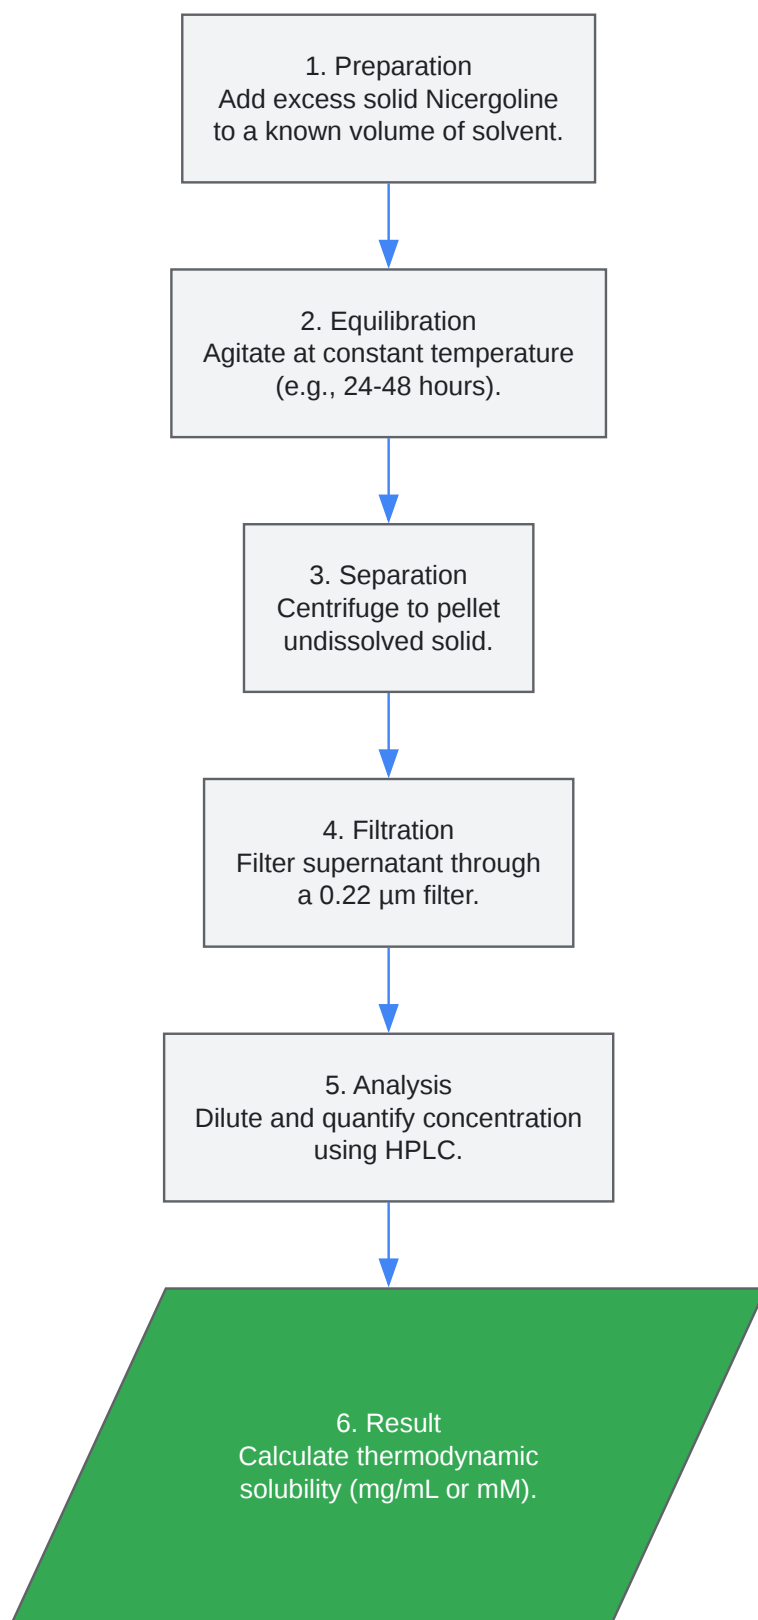 1. Preparation
Add excess solid Nicergoline
to a known volume of solvent.
2. Equilibration
Agitate at constant temperature
(e.g., 24-48 hours).
3. Separation
Centrifuge to pellet
undissolved solid.
4. Filtration
Filter supernatant through
a 0.22 µm filter.
5. Analysis
Dilute and quantify concentration
using HPLC.
6. Result
Calculate thermodynamic
solubility (mg/mL or mM).